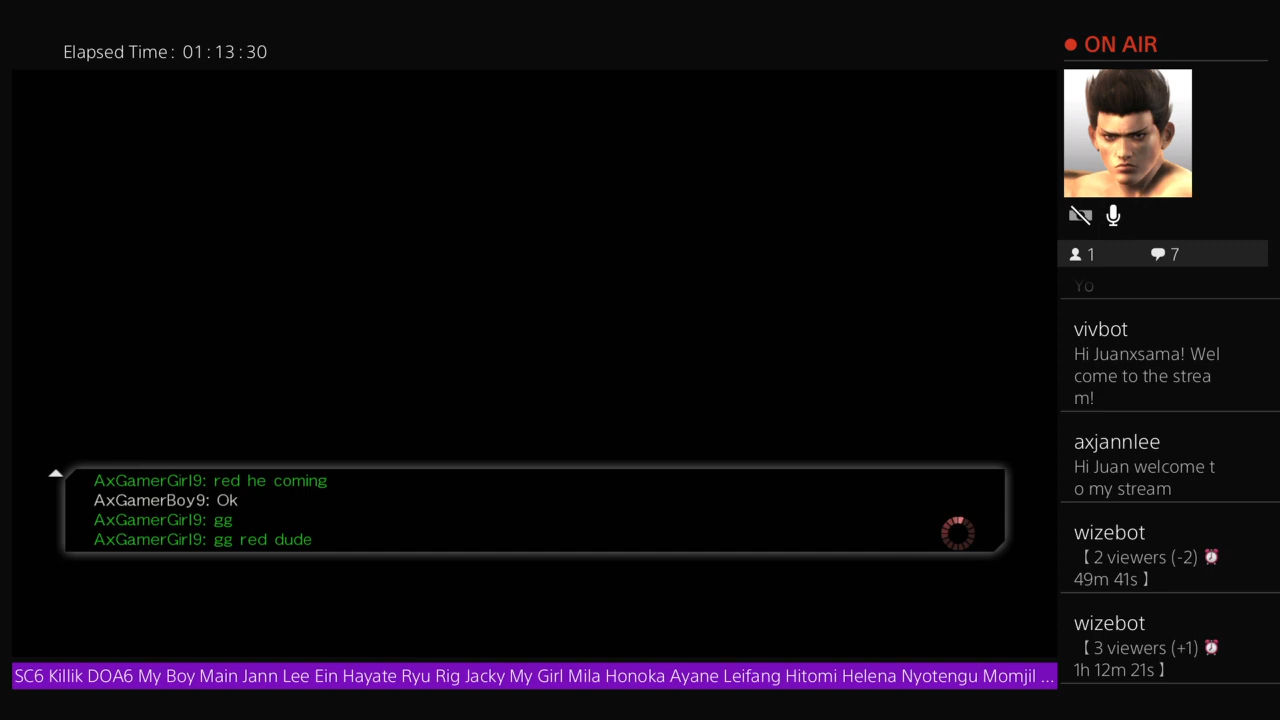 Elapsed Time: 01:13:30
ON AIR
1 7
Yo
vivbot
Hi Juanxsama! Wel
come to the strea
m!
axjannlee
Hi Juan welcome t
o my stream
wizebot
【2 viewers (-2) ⏰
49m 41s】
wizebot
【3 viewers (+1) ⏰
1h 12m 21s】
AxGamerGirl9: red he coming
AxGamerBoy9: Ok
AxGamerGirl9: gg
AxGamerGirl9: gg red dude
SC6 Killik DOA6 My Boy Main Jann Lee Ein Hayate Ryu Rig Jacky My Girl Mila Honoka Ayane Leifang Hitomi Helena Nyotengu Momjil ...